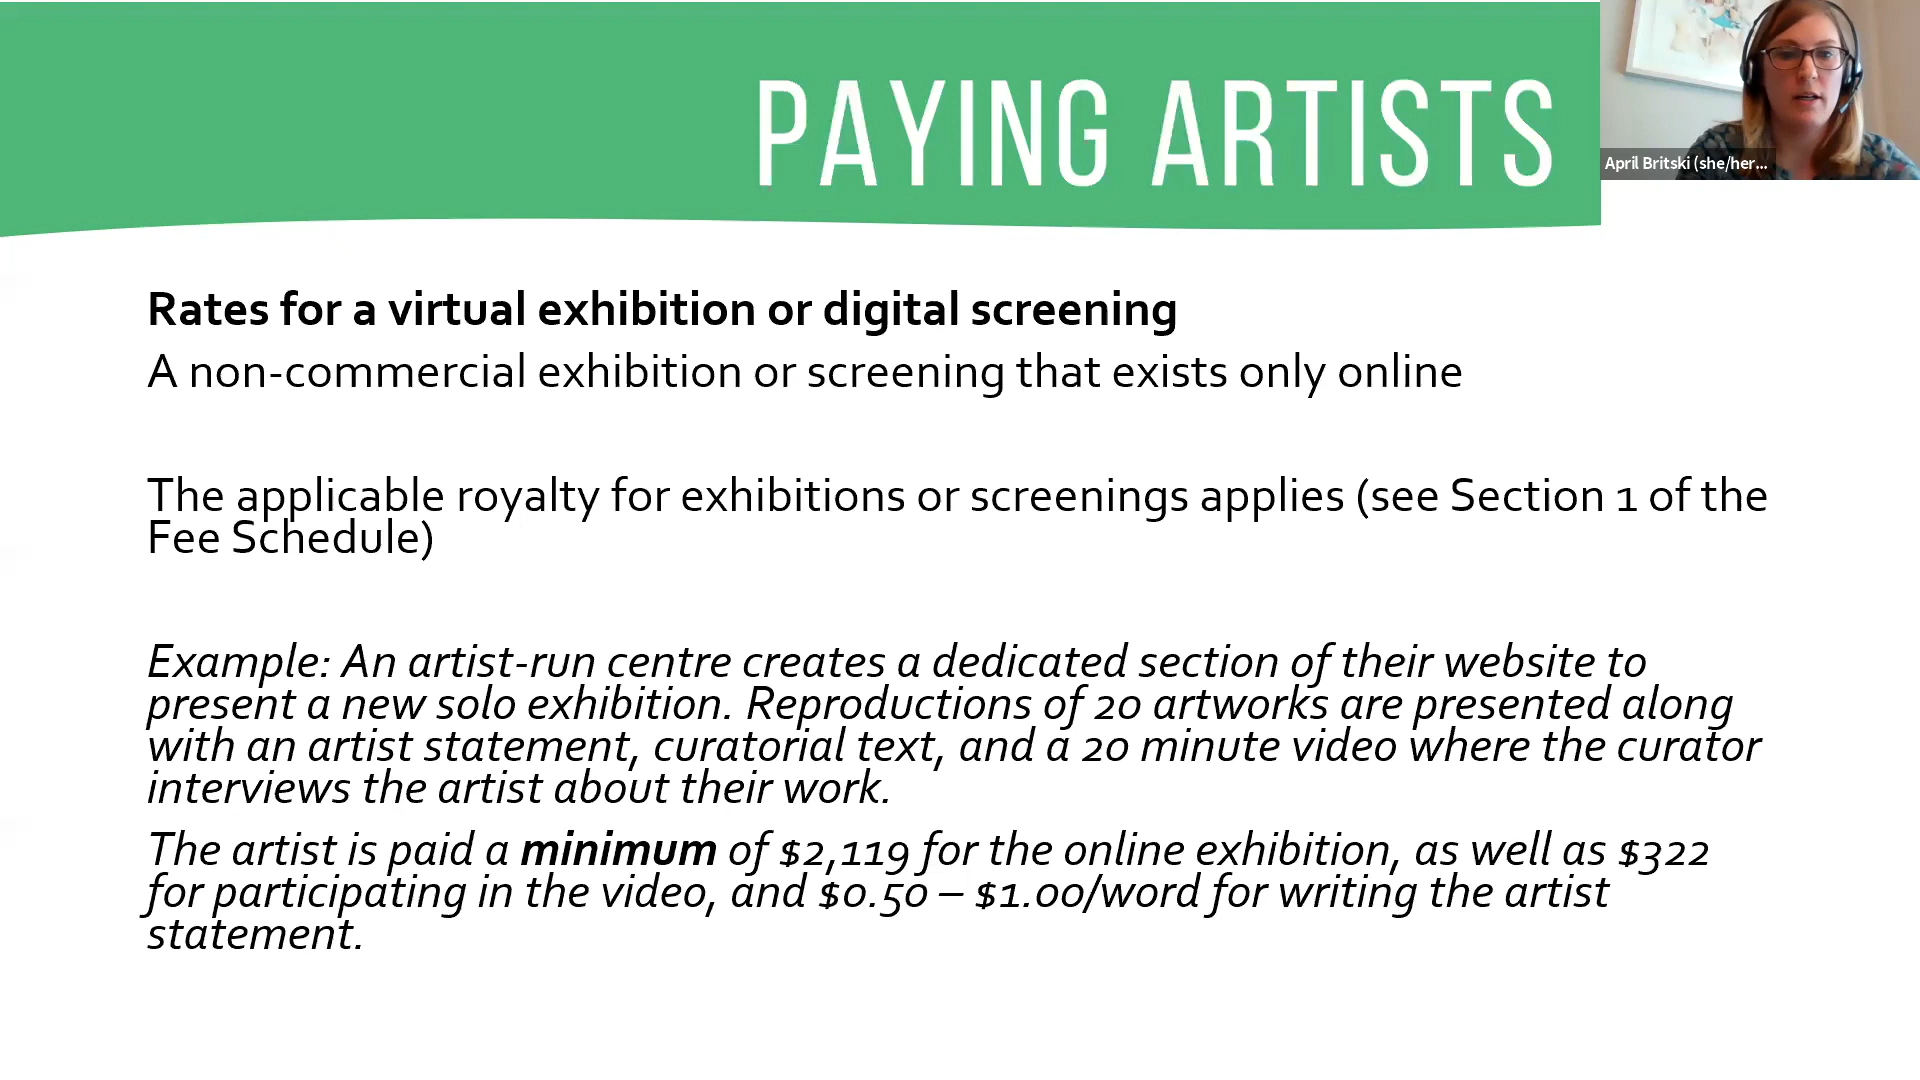 PAYING ARTISTS
April Britski (she/her...
Rates for a virtual exhibition or digital screening
A non-commercial exhibition or screening that exists only online
The applicable royalty for exhibitions or screenings applies (see Section 1 of the
Fee Schedule)
Example: An artist-run centre creates a dedicated section of their website to
present a new solo exhibition. Reproductions of 20 artworks are presented along
with an artist statement, curatorial text, and a 20 minute video where the curator
interviews the artist about their work.
The artist is paid a minimum of $2,119 for the online exhibition, as well as $322
for participating in the video, and $0.50 – $1.00/word for writing the artist
statement.